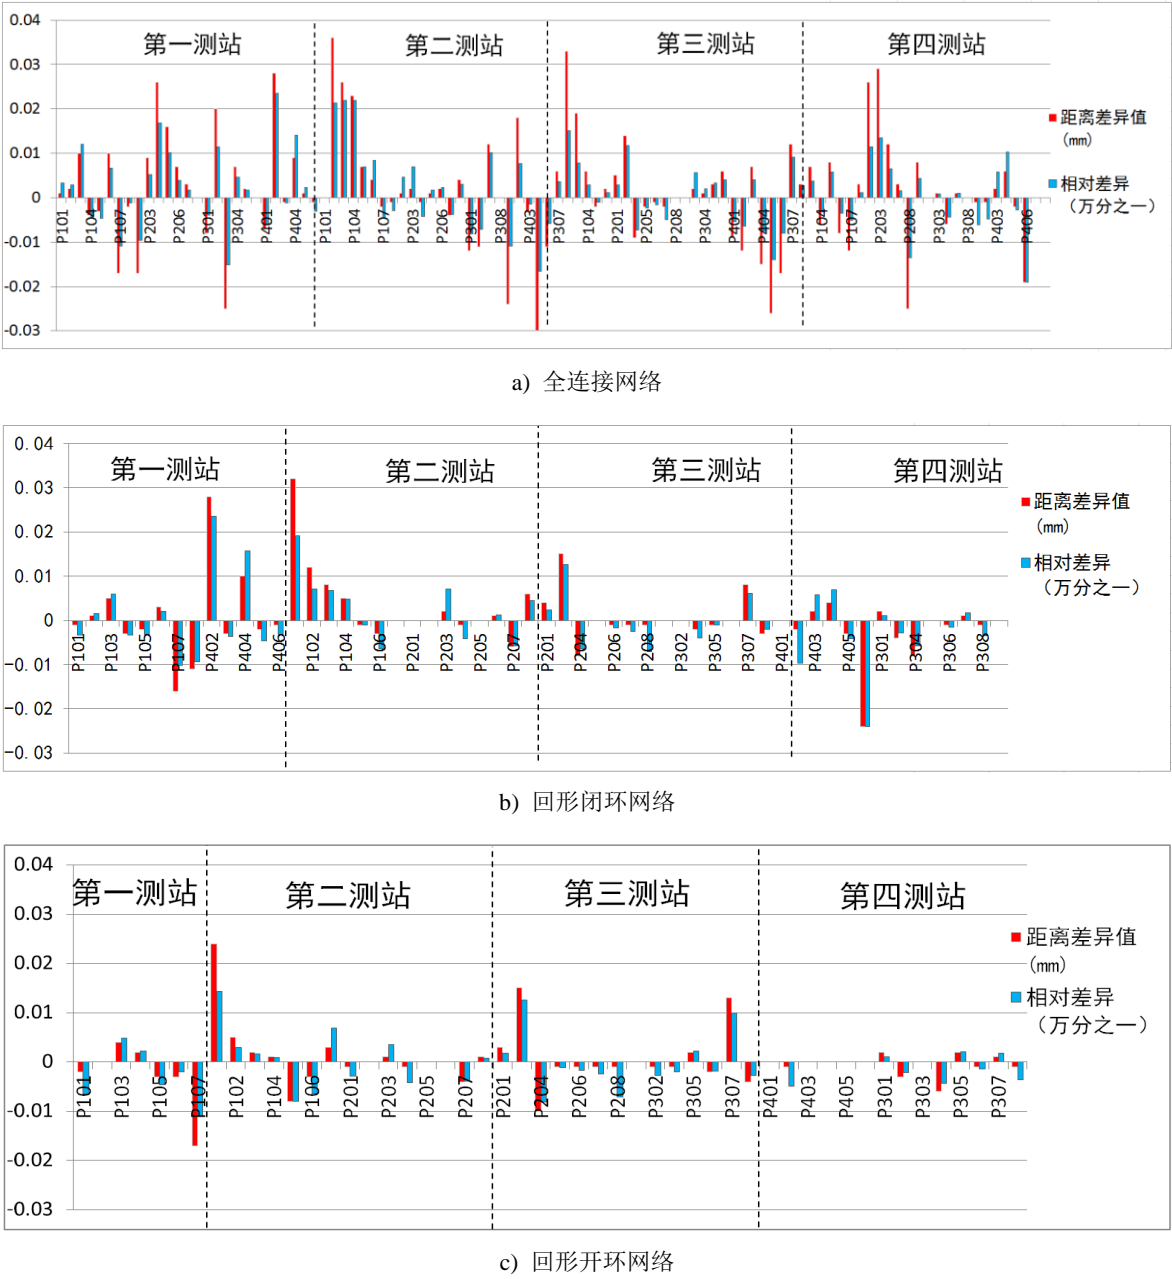 0.04
0.03
0.02
0.01
0
-0.01
-0.02
-0.03
第一测站
第二测站
第三测站
第四测站
P101
P104
P107
P203
P206
P301
P304
P401
P404
P101
P104
P107
P203
P206
P301
P308
P403
P307
P104
P201
P205
P208
P304
P401
P404
P307
P104
P107
P203
P208
P303
P308
P403
P406
距离差异值
(mm)
相对差异
（万分之一）
a) 全连接网络
0.04
0.03
0.02
0.01
0
-0.01
-0.02
-0.03
第一测站
第二测站
第三测站
第四测站
P101
P103
P105
P107
P402
P404
P406
P102
P104
P106
P201
P203
P205
P207
P201
P204
P206
P208
P302
P305
P307
P401
P403
P405
P301
P304
P306
P308
距离差异值
(mm)
相对差异
（万分之一）
b) 回形闭环网络
0.04
0.03
0.02
0.01
0
-0.01
-0.02
-0.03
第一测站
第二测站
第三测站
第四测站
P101
P103
P105
P107
P102
P104
P106
P201
P203
P205
P207
P201
P204
P206
P208
P302
P305
P307
P401
P403
P405
P301
P303
P305
P307
距离差异值
(mm)
相对差异
（万分之一）
c) 回形开环网络